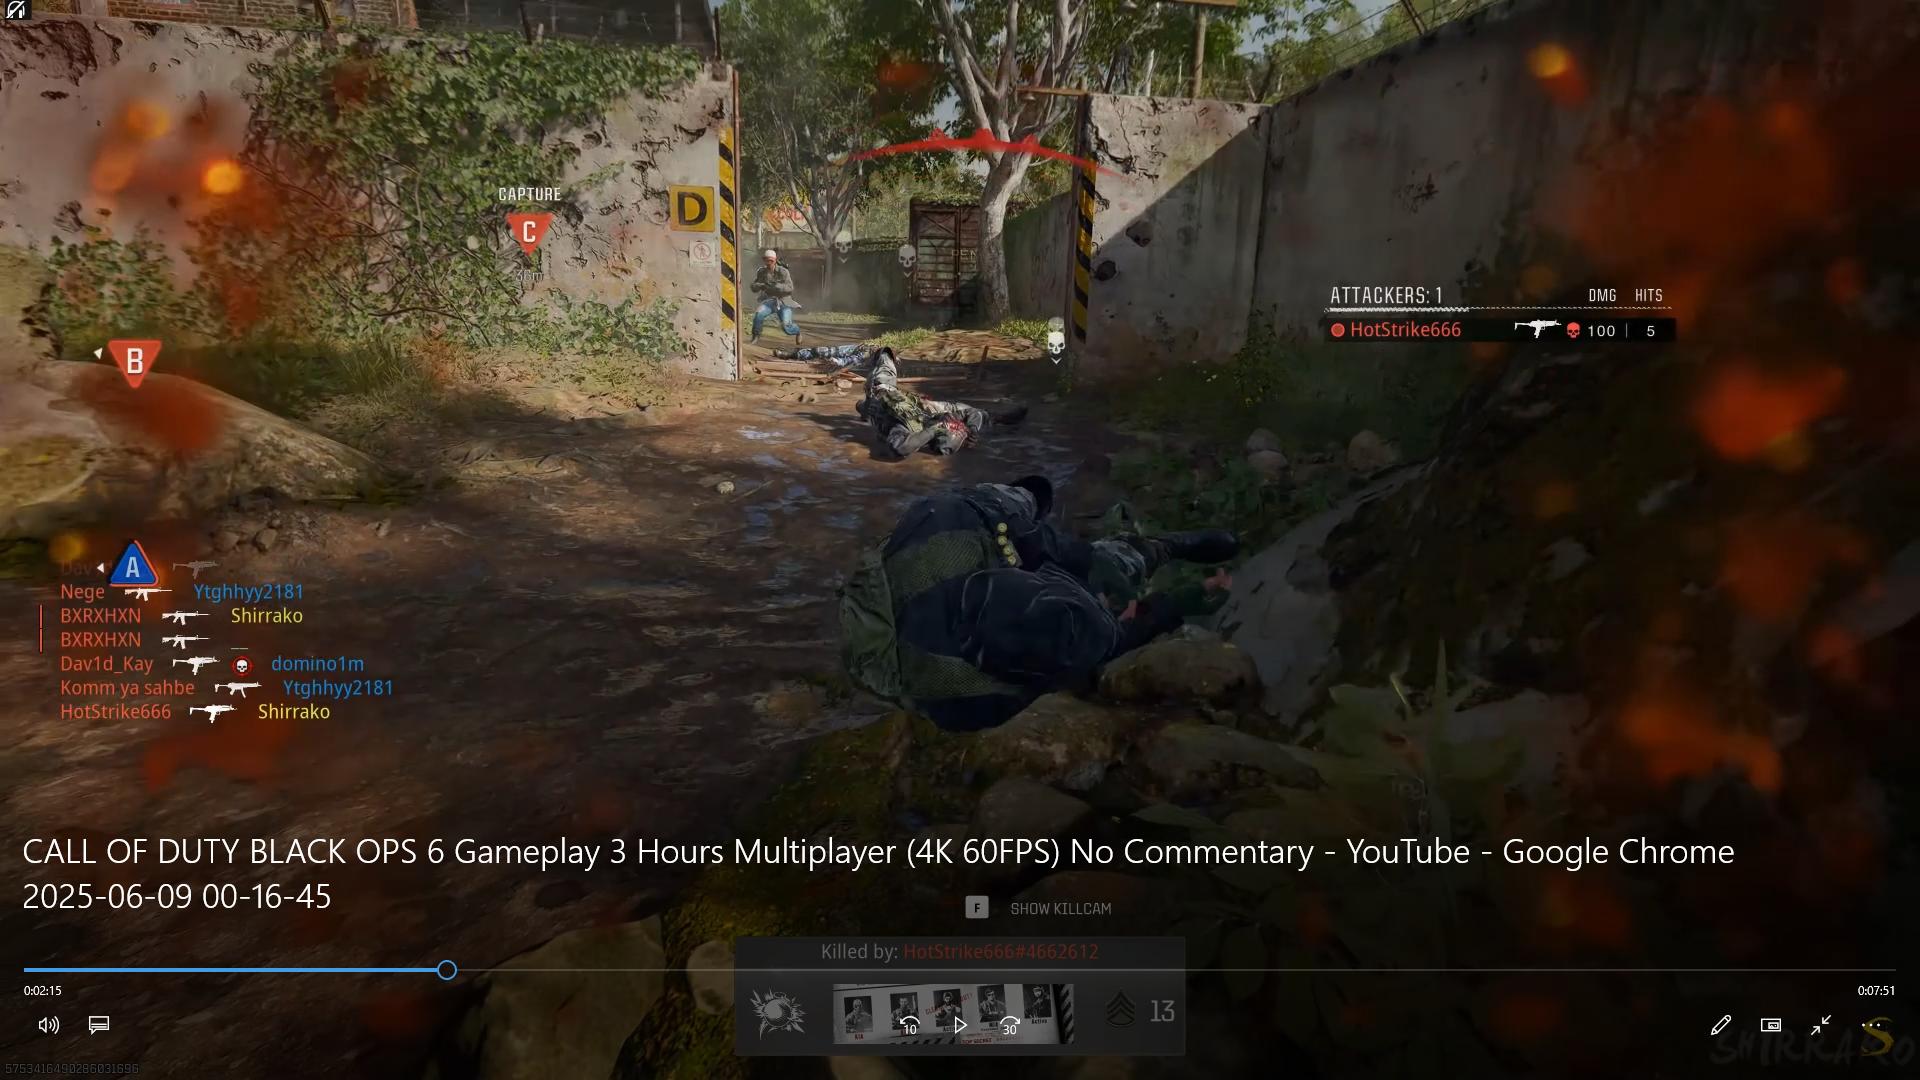 CAPTURE
C
36m
D
B
ATTACKERS: 1 DMG HITS
HotStrike666 100 | 5
A
Nege Ytghhyy2181
BXRXHXN Shirrako
BXRXHXN
Dav1d_Kay domino1m
Komm ya sahbe Ytghhyy2181
HotStrike666 Shirrako
CALL OF DUTY BLACK OPS 6 Gameplay 3 Hours Multiplayer (4K 60FPS) No Commentary - YouTube - Google Chrome
2025-06-09 00-16-45
F SHOW KILLCAM
Killed by: HotStrike666#4662612
0:02:15
0:07:51
13
10
30
SHIRRAKO
5753416490286031696